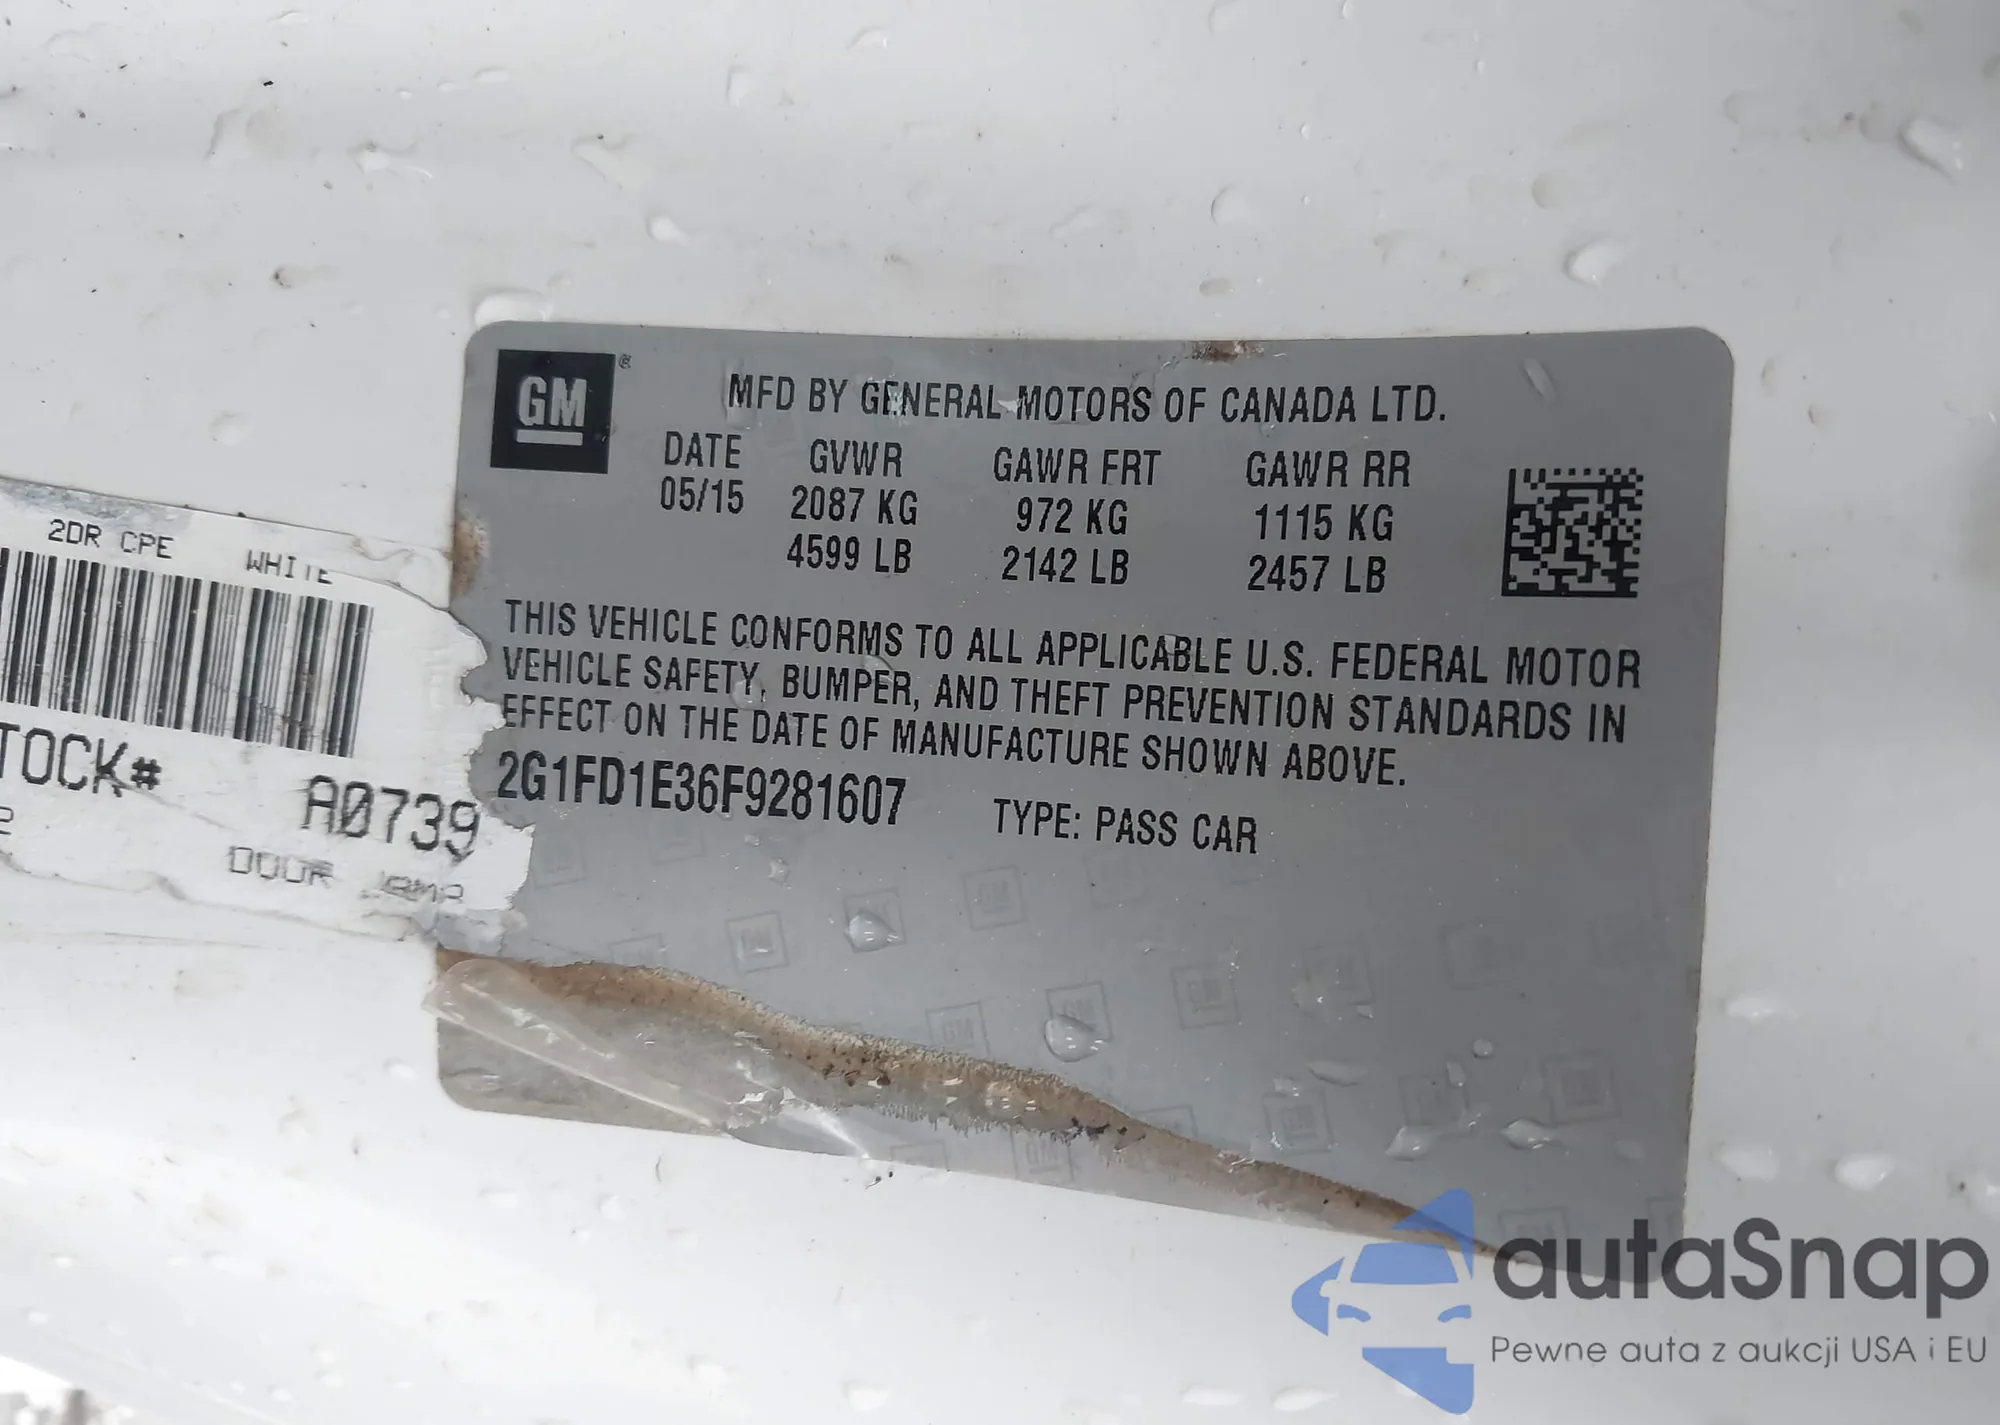 GM®
MFD BY GENERAL MOTORS OF CANADA LTD.
DATE GVWR GAWR FRT GAWR RR
05/15 2087 KG 972 KG 1115 KG
4599 LB 2142 LB 2457 LB
THIS VEHICLE CONFORMS TO ALL APPLICABLE U.S. FEDERAL MOTOR
VEHICLE SAFETY, BUMPER, AND THEFT PREVENTION STANDARDS IN
EFFECT ON THE DATE OF MANUFACTURE SHOWN ABOVE.
2G1FD1E36F9281607 TYPE: PASS CAR
2DR CPE WHITE
TOCK# A0739
DOOR JAMB
autaSnap
Pewne auta z aukcji USA i EU